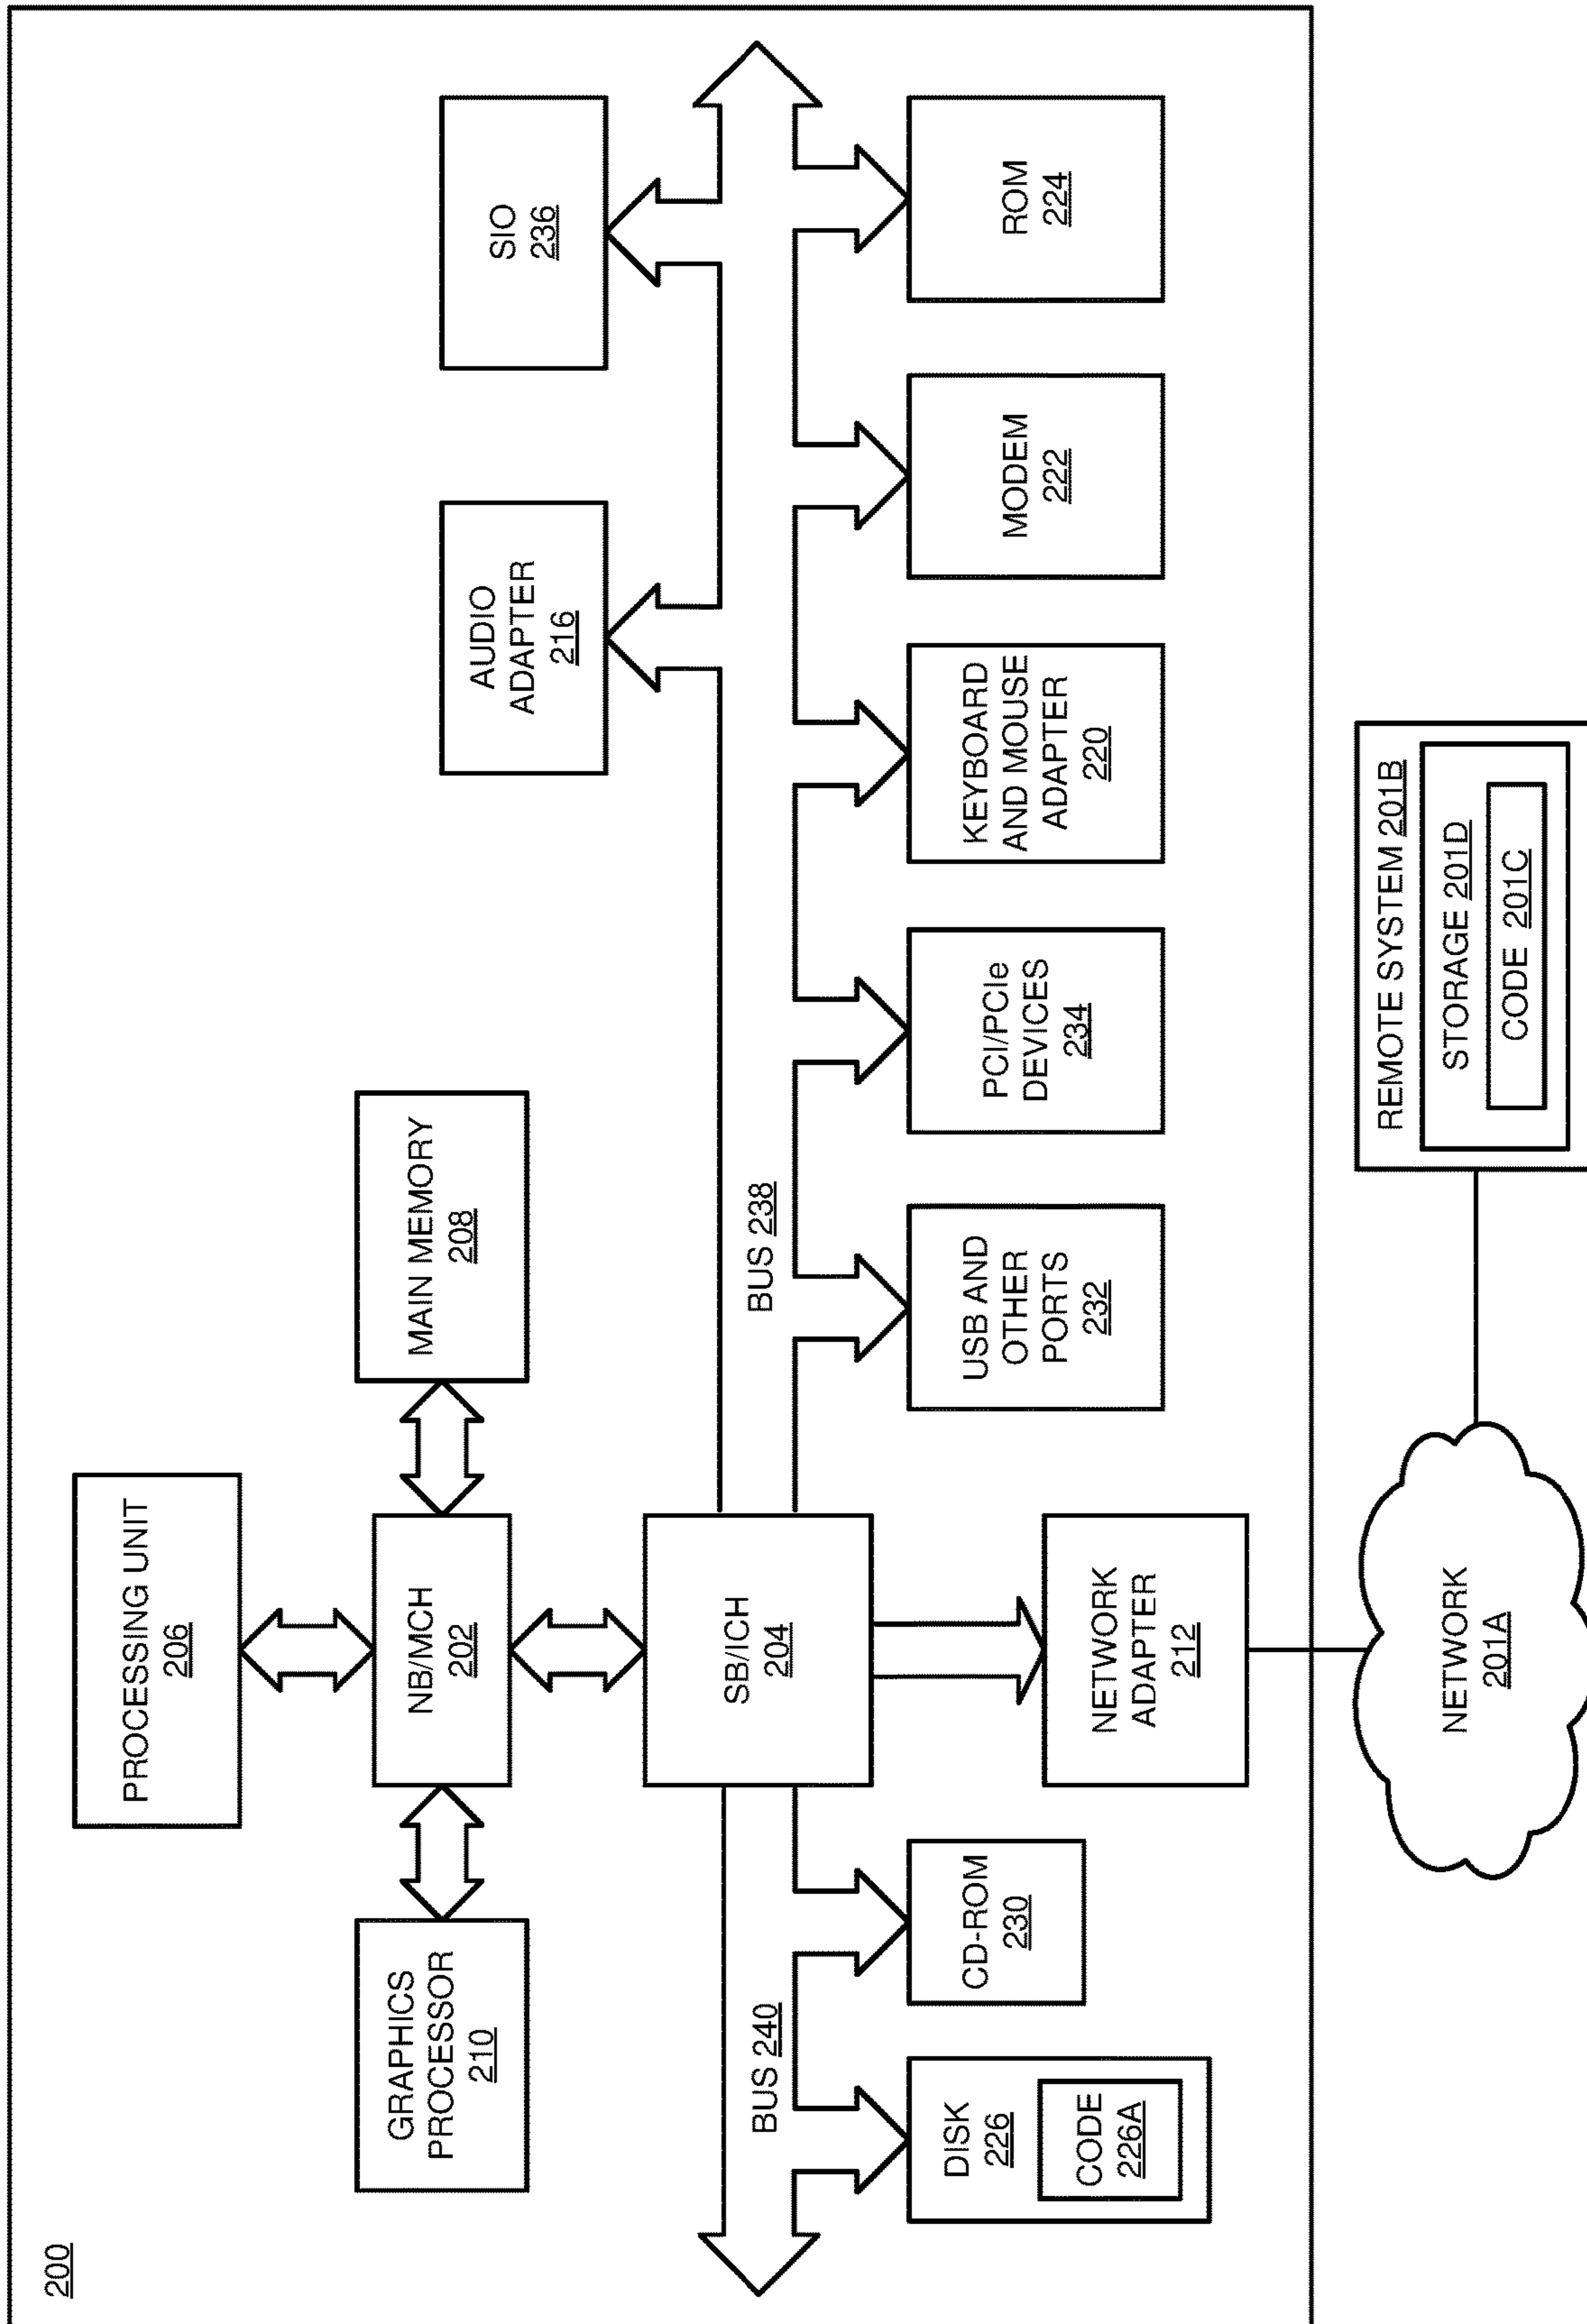 200
PROCESSING UNIT
206
GRAPHICS
PROCESSOR
210
NB/MCH
202
MAIN MEMORY
208
AUDIO
ADAPTER
216
SIO
236
SB/ICH
204
BUS 240
BUS 238
DISK
226
CODE
226A
CD-ROM
230
USB AND
OTHER
PORTS
232
PCI/PCIe
DEVICES
234
KEYBOARD
AND MOUSE
ADAPTER
220
MODEM
222
ROM
224
NETWORK
ADAPTER
212
NETWORK
201A
REMOTE SYSTEM 201B
STORAGE 201D
CODE 201C